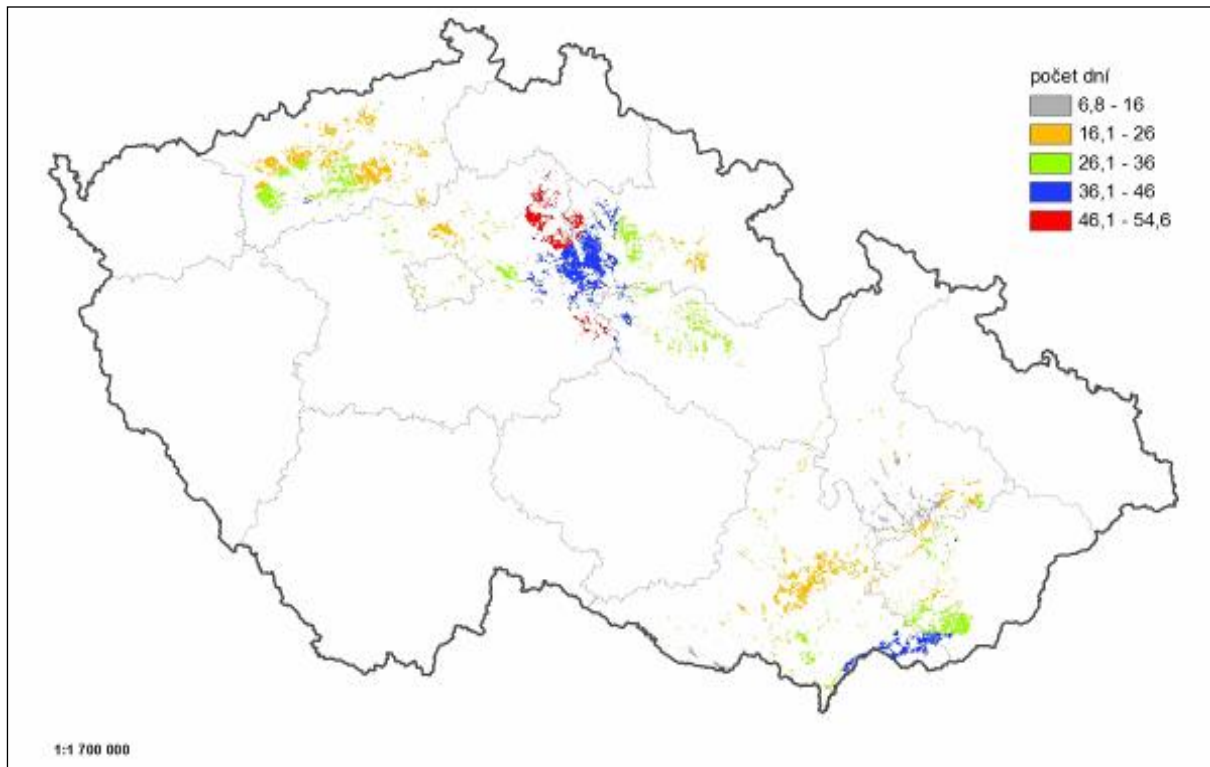 počet dní
6,8 - 16
16,1 - 26
26,1 - 36
36,1 - 46
46,1 - 54,6
1:1 700 000